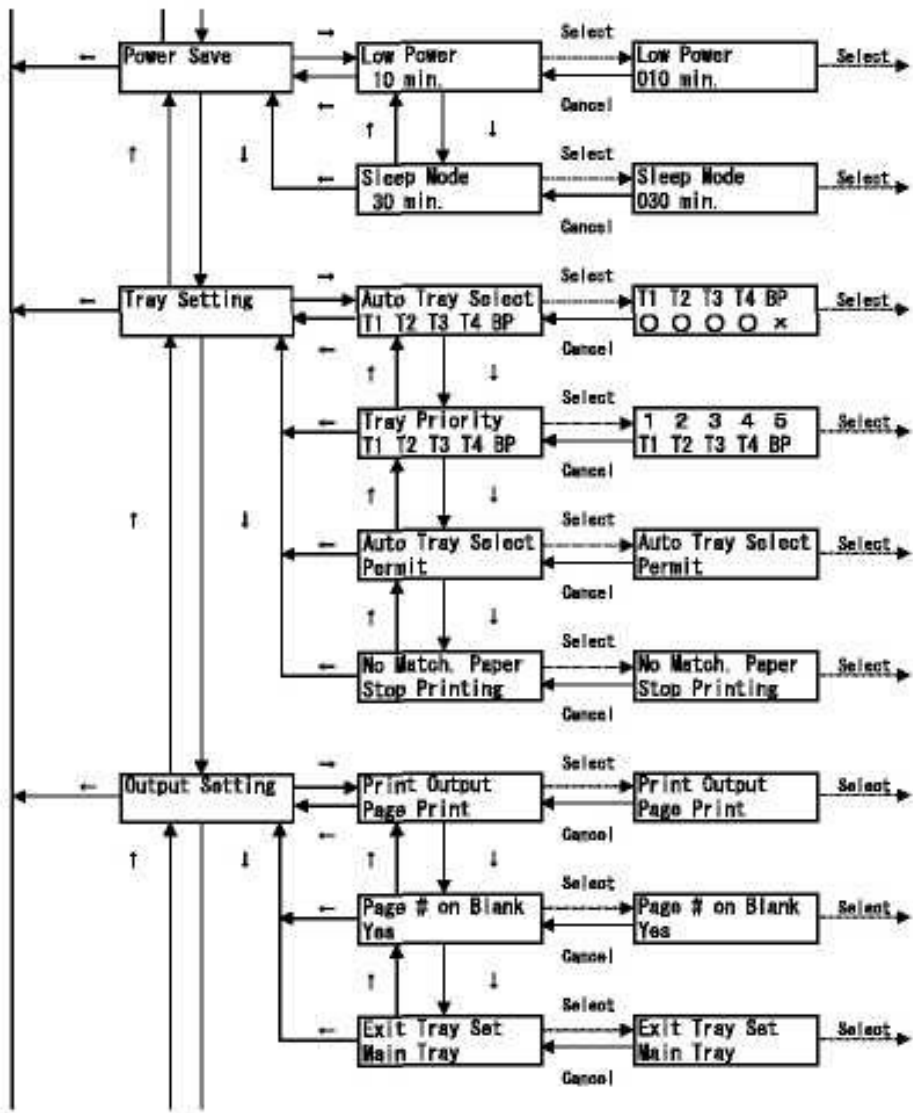 Select
→
Power Save
Low Power
10 min.
Low Power
010 min.
Select
←
←
Cancel
↑ ↓ ↑ ↓
Select
Sleep Mode
30 min.
Sleep Mode
030 min.
Select
←
Cancel
→
Select
Tray Setting
Auto Tray Select
T1 T2 T3 T4 BP
T1 T2 T3 T4 BP
○ ○ ○ ○ ×
Select
←
←
Cancel
↑ ↓
Select
Tray Priority
T1 T2 T3 T4 BP
1 2 3 4 5
T1 T2 T3 T4 BP
Select
←
Cancel
↑ ↓ ↑ ↓
Select
Auto Tray Select
Permit
Auto Tray Select
Permit
Select
←
Cancel
↑ ↓
Select
No Match. Paper
Stop Printing
No Match. Paper
Stop Printing
Select
←
Cancel
→
Select
Output Setting
Print Output
Page Print
Print Output
Page Print
Select
←
←
Cancel
↑ ↓ ↑ ↓
Select
Page # on Blank
Yes
Page # on Blank
Yes
Select
←
Cancel
↑ ↓
Select
Exit Tray Set
Main Tray
Exit Tray Set
Main Tray
Select
←
Cancel